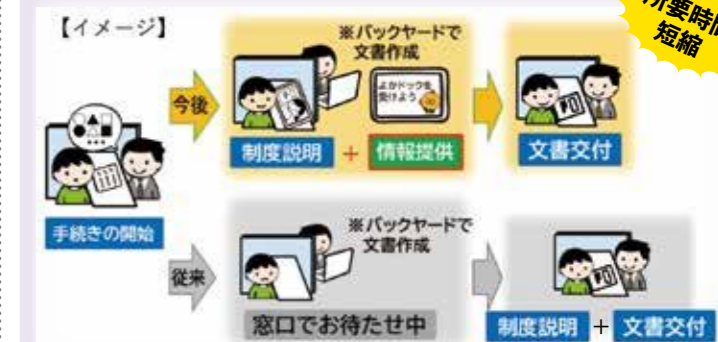 【イメージ】
所要時間
短縮
※バックヤードで
文書作成
よかドックを
受けよう
今後
制度説明 + 情報提供
文書交付
手続きの開始
※バックヤードで
文書作成
従来
窓口でお待たせ中
制度説明 + 文書交付